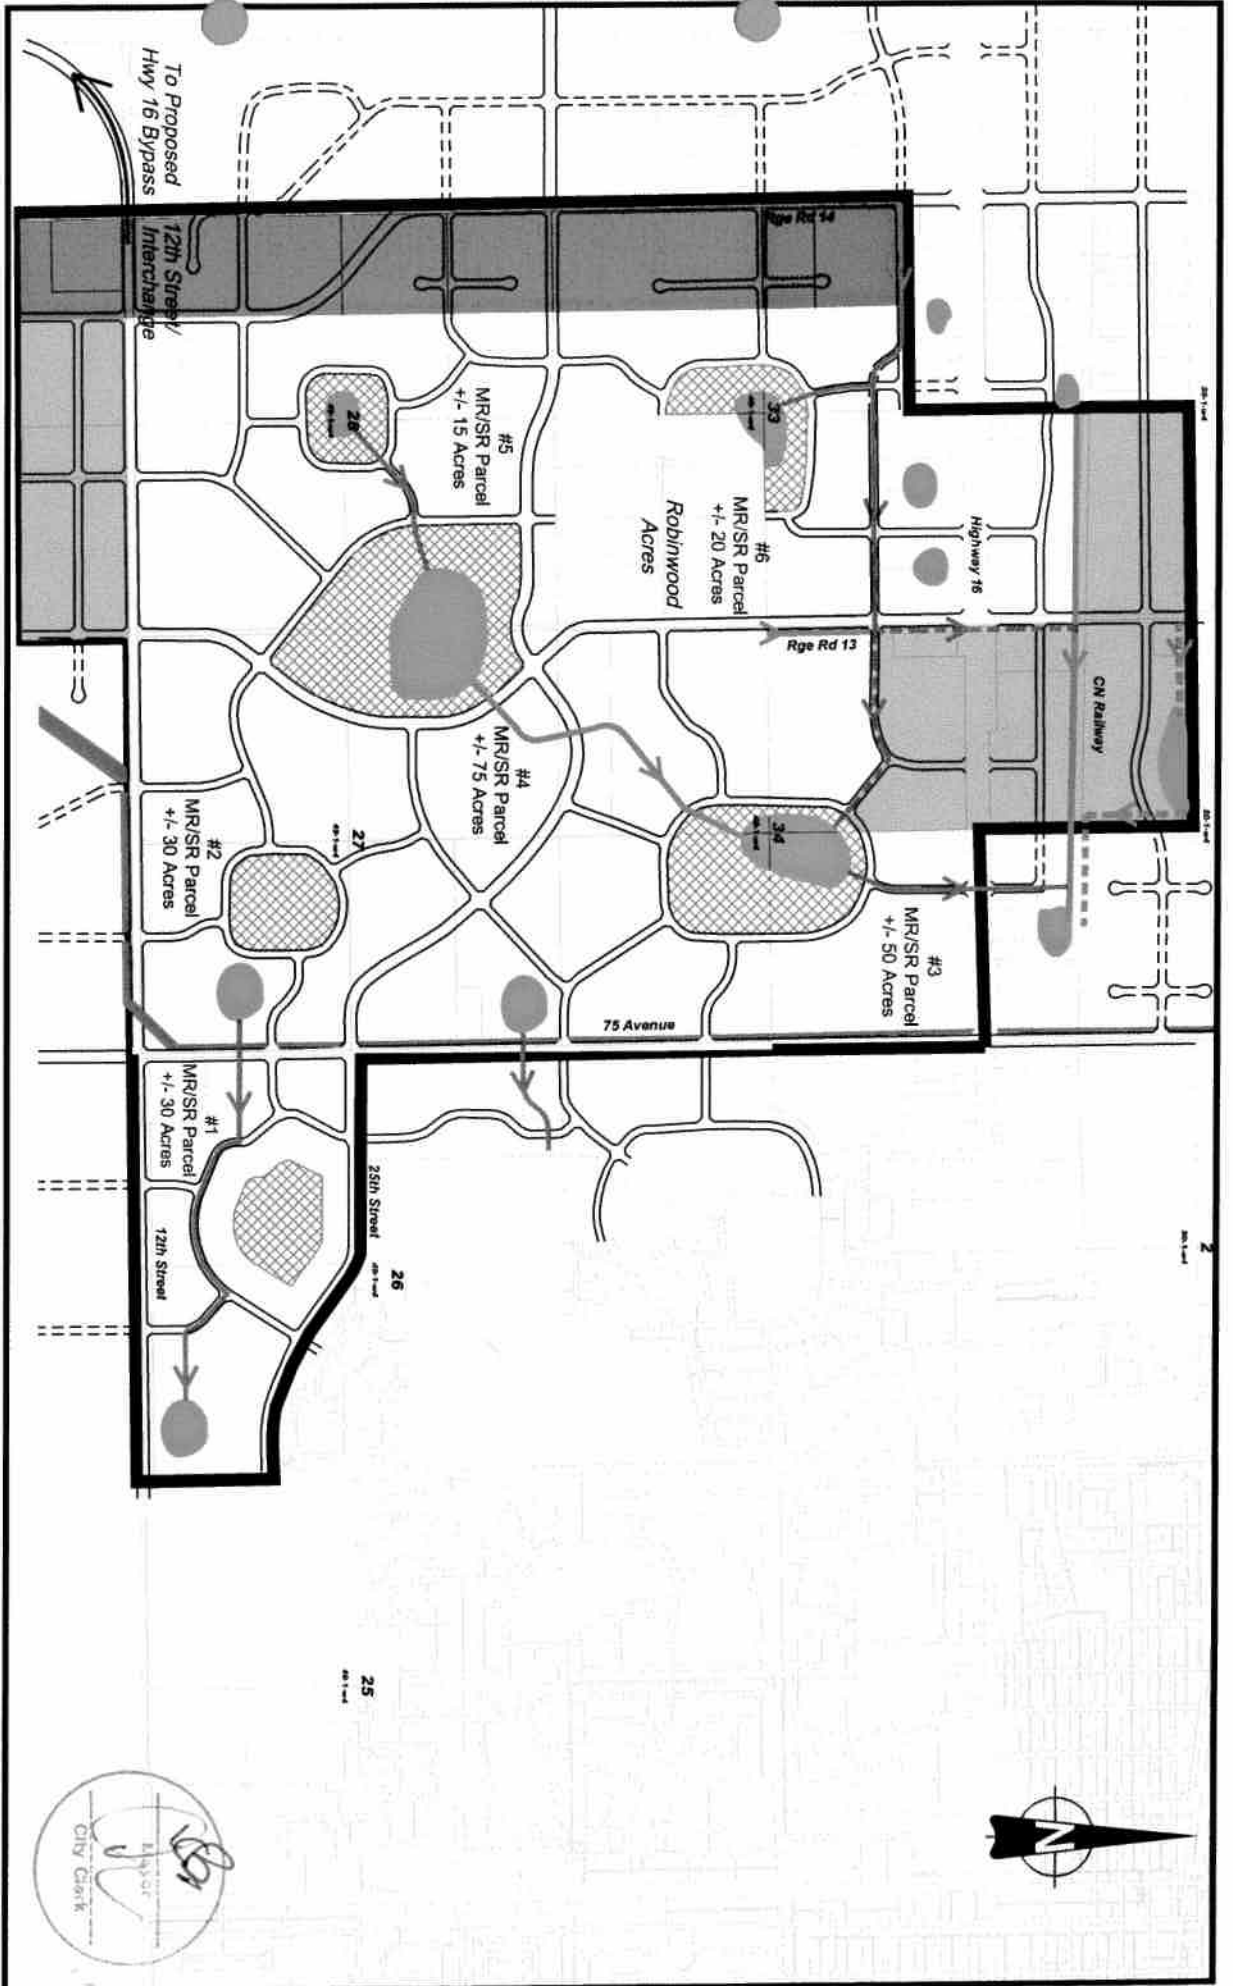 To Proposed
Hwy 16 Bypass
12th Street/
Interchange
Rge Rd 14
28
#5
MR/SR Parcel
+/- 15 Acres
33
#6
MR/SR Parcel
+/- 20 Acres
Robinwood
Acres
Highway 16
Rge Rd 13
CN Railway
#4
MR/SR Parcel
+/- 75 Acres
34
#2
MR/SR Parcel
+/- 30 Acres
27
#3
MR/SR Parcel
+/- 50 Acres
75 Avenue
#1
MR/SR Parcel
+/- 30 Acres
25th Street
12th Street
26
2
25
N
Mayor
City Clerk